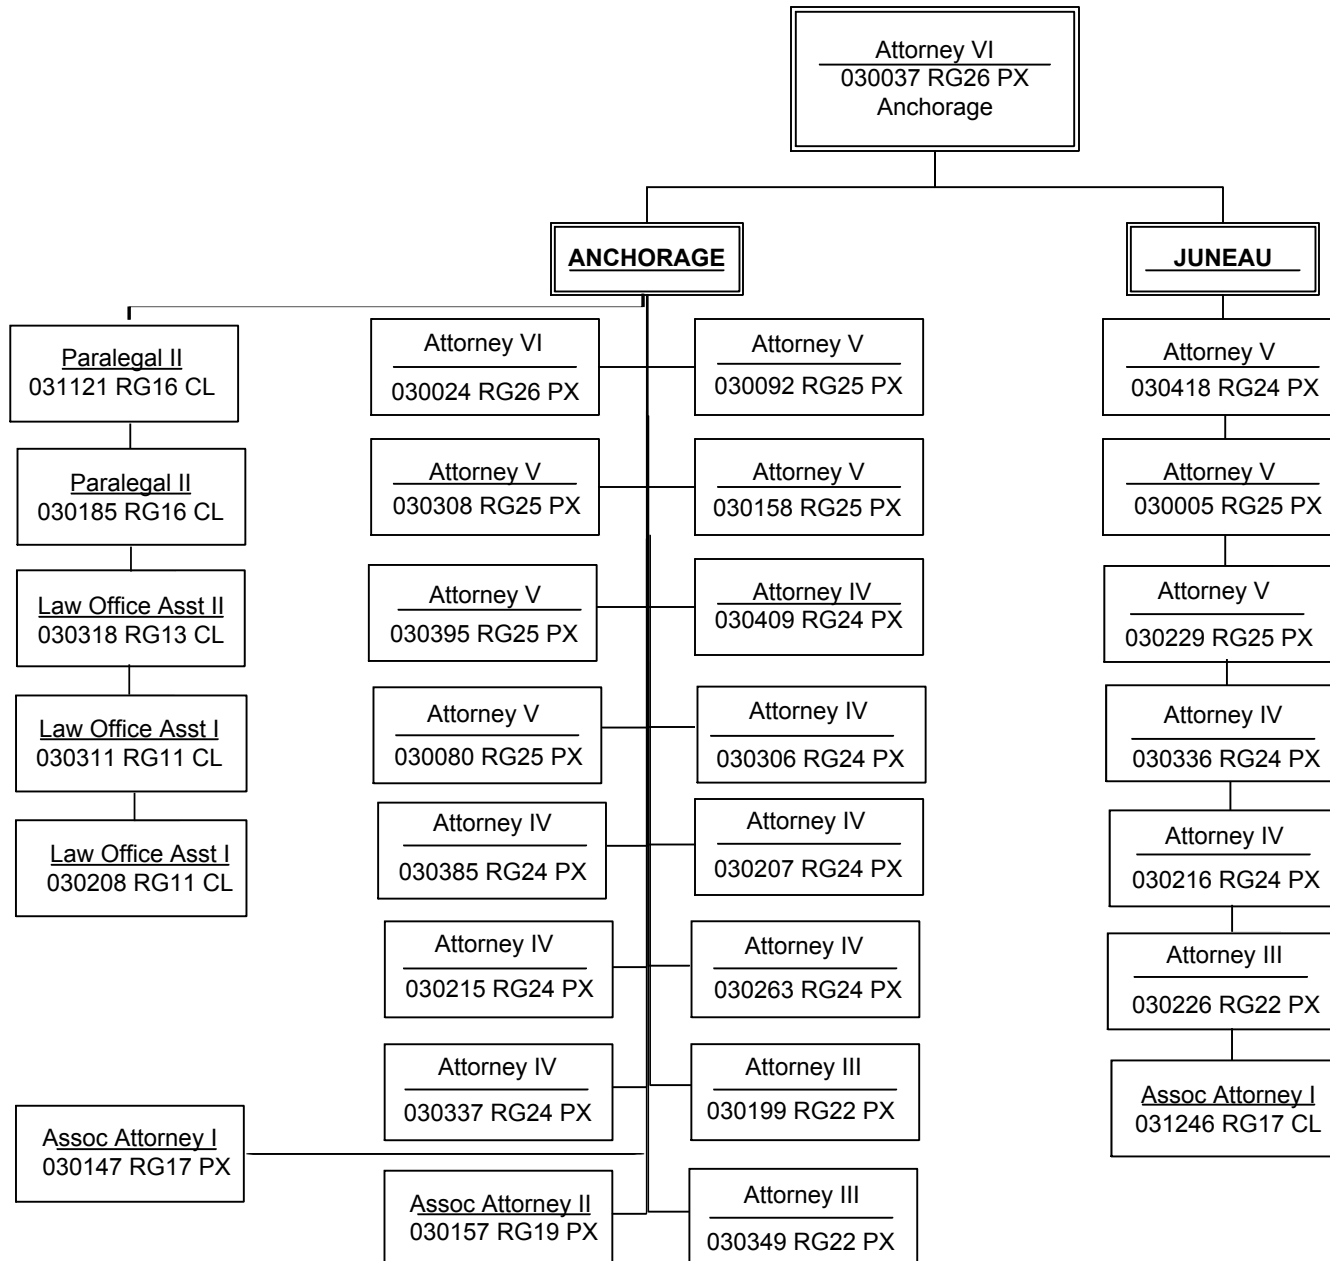 Attorney VI
030037 RG26 PX
Anchorage
ANCHORAGE
JUNEAU
Paralegal II
031121 RG16 CL
Paralegal II
030185 RG16 CL
Law Office Asst II
030318 RG13 CL
Law Office Asst I
030311 RG11 CL
Law Office Asst I
030208 RG11 CL
Assoc Attorney I
030147 RG17 PX
Attorney VI
030024 RG26 PX
Attorney V
030308 RG25 PX
Attorney V
030395 RG25 PX
Attorney V
030080 RG25 PX
Attorney IV
030385 RG24 PX
Attorney IV
030215 RG24 PX
Attorney IV
030337 RG24 PX
Assoc Attorney II
030157 RG19 PX
Attorney V
030092 RG25 PX
Attorney V
030158 RG25 PX
Attorney IV
030409 RG24 PX
Attorney IV
030306 RG24 PX
Attorney IV
030207 RG24 PX
Attorney IV
030263 RG24 PX
Attorney III
030199 RG22 PX
Attorney III
030349 RG22 PX
Attorney V
030418 RG24 PX
Attorney V
030005 RG25 PX
Attorney V
030229 RG25 PX
Attorney IV
030336 RG24 PX
Attorney IV
030216 RG24 PX
Attorney III
030226 RG22 PX
Assoc Attorney I
031246 RG17 CL